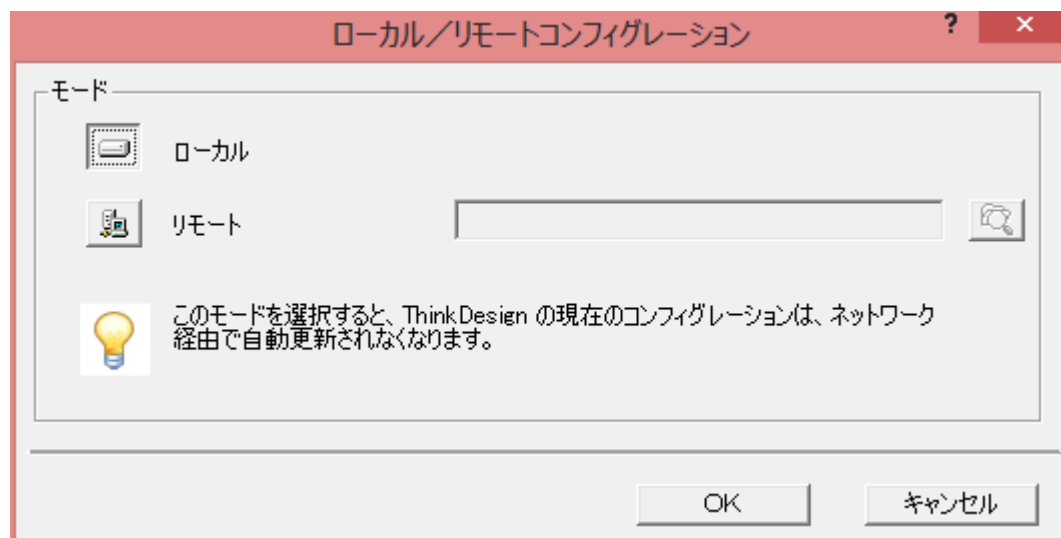 ローカル／リモートコンフィグレーション
?
×
モード
ローカル
リモート
このモードを選択すると、ThinkDesign の現在のコンフィグレーションは、ネットワーク
経由で自動更新されなくなります。
OK
キャンセル